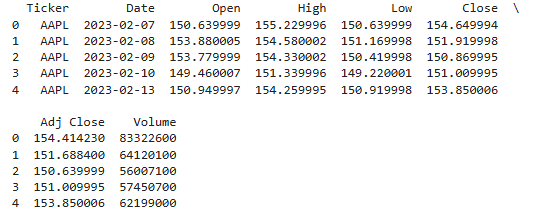 Ticker Date Open High Low Close \
0 AAPL 2023-02-07 150.639999 155.229996 150.639999 154.649994
1 AAPL 2023-02-08 153.880005 154.580002 151.169998 151.919998
2 AAPL 2023-02-09 153.779999 154.330002 150.419998 150.869995
3 AAPL 2023-02-10 149.460007 151.339996 149.220001 151.009995
4 AAPL 2023-02-13 150.949997 154.259995 150.919998 153.850006
Adj Close Volume
0 154.414230 83322600
1 151.688400 64120100
2 150.639999 56007100
3 151.009995 57450700
4 153.850006 62199000